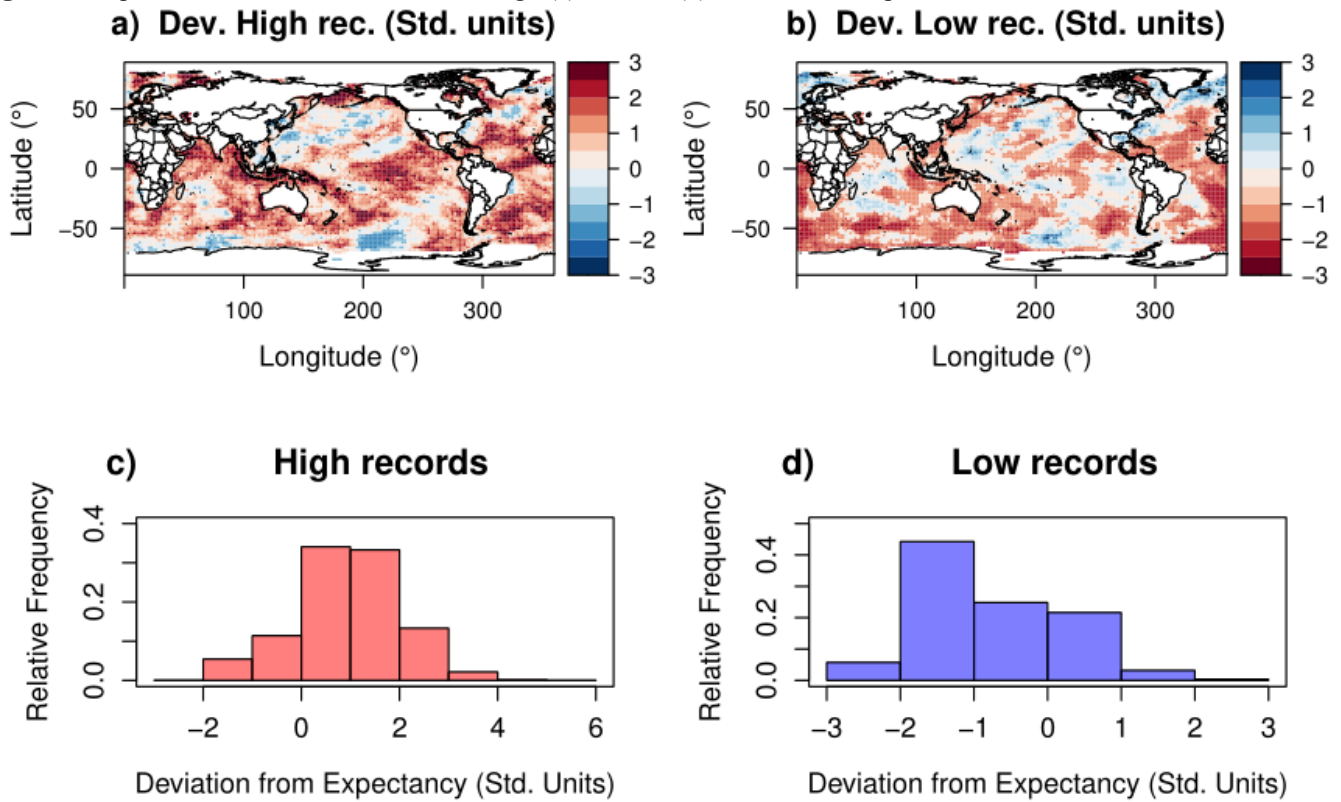 a) Dev. High rec. (Std. units)
Latitude (°)
50
0
−50
100 200 300
Longitude (°)
3
2
1
0
−1
−2
−3
b) Dev. Low rec. (Std. units)
Latitude (°)
50
0
−50
100 200 300
Longitude (°)
3
2
1
0
−1
−2
−3
c) High records
Relative Frequency
0.4
0.2
0.0
−2 0 2 4 6
Deviation from Expectancy (Std. Units)
d) Low records
Relative Frequency
0.4
0.2
0.0
−3 −2 −1 0 1 2 3
Deviation from Expectancy (Std. Units)